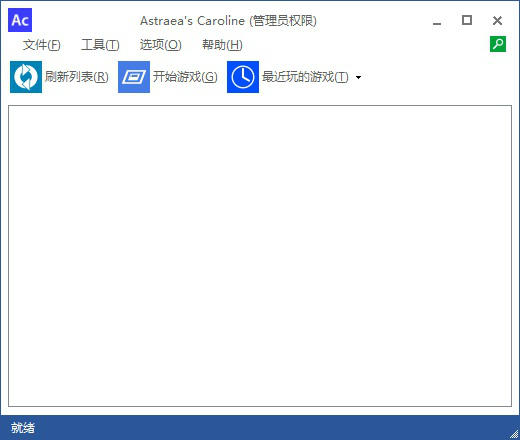 Ac Astraea's Caroline (管理员权限)
文件(F) 工具(T) 选项(O) 帮助(H)
刷新列表(R) 开始游戏(G) 最近玩的游戏(T)
就绪